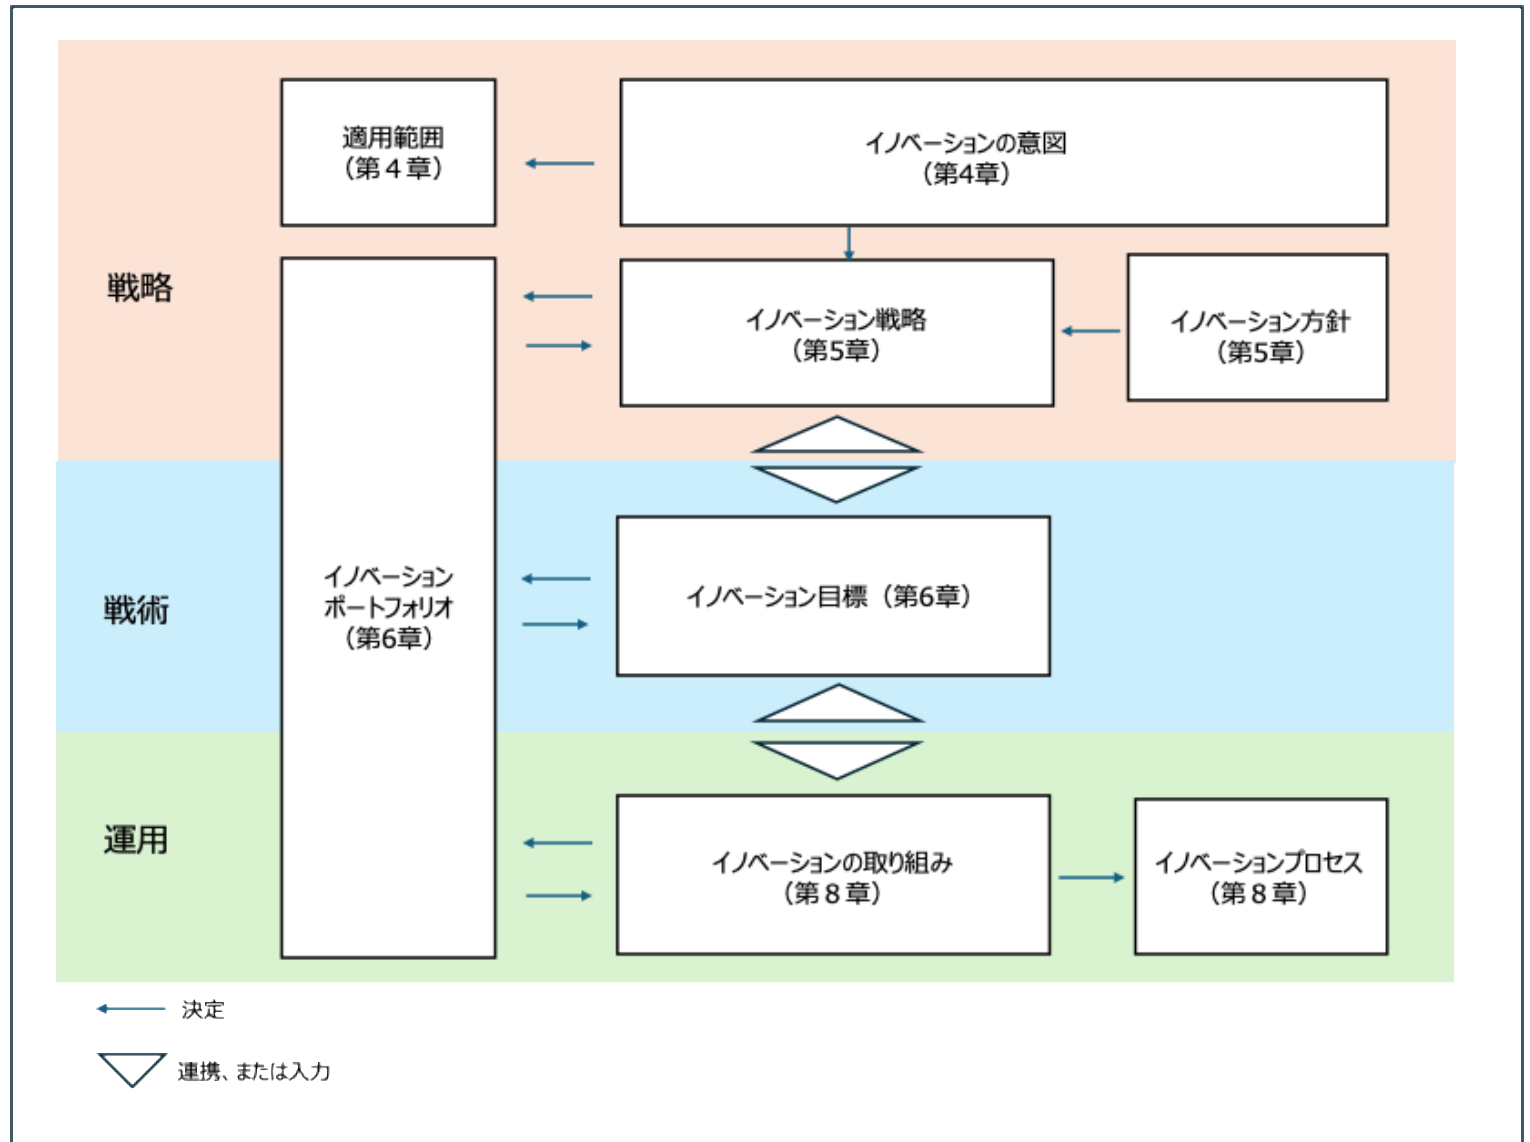 適用範囲
（第４章）
イノベーションの意図
（第4章）
戦略
イノベーション戦略
（第5章）
イノベーション方針
（第5章）
戦術
イノベーション
ポートフォリオ
（第6章）
イノベーション目標（第6章）
運用
イノベーションの取り組み
（第８章）
イノベーションプロセス
（第８章）
決定
連携、または入力